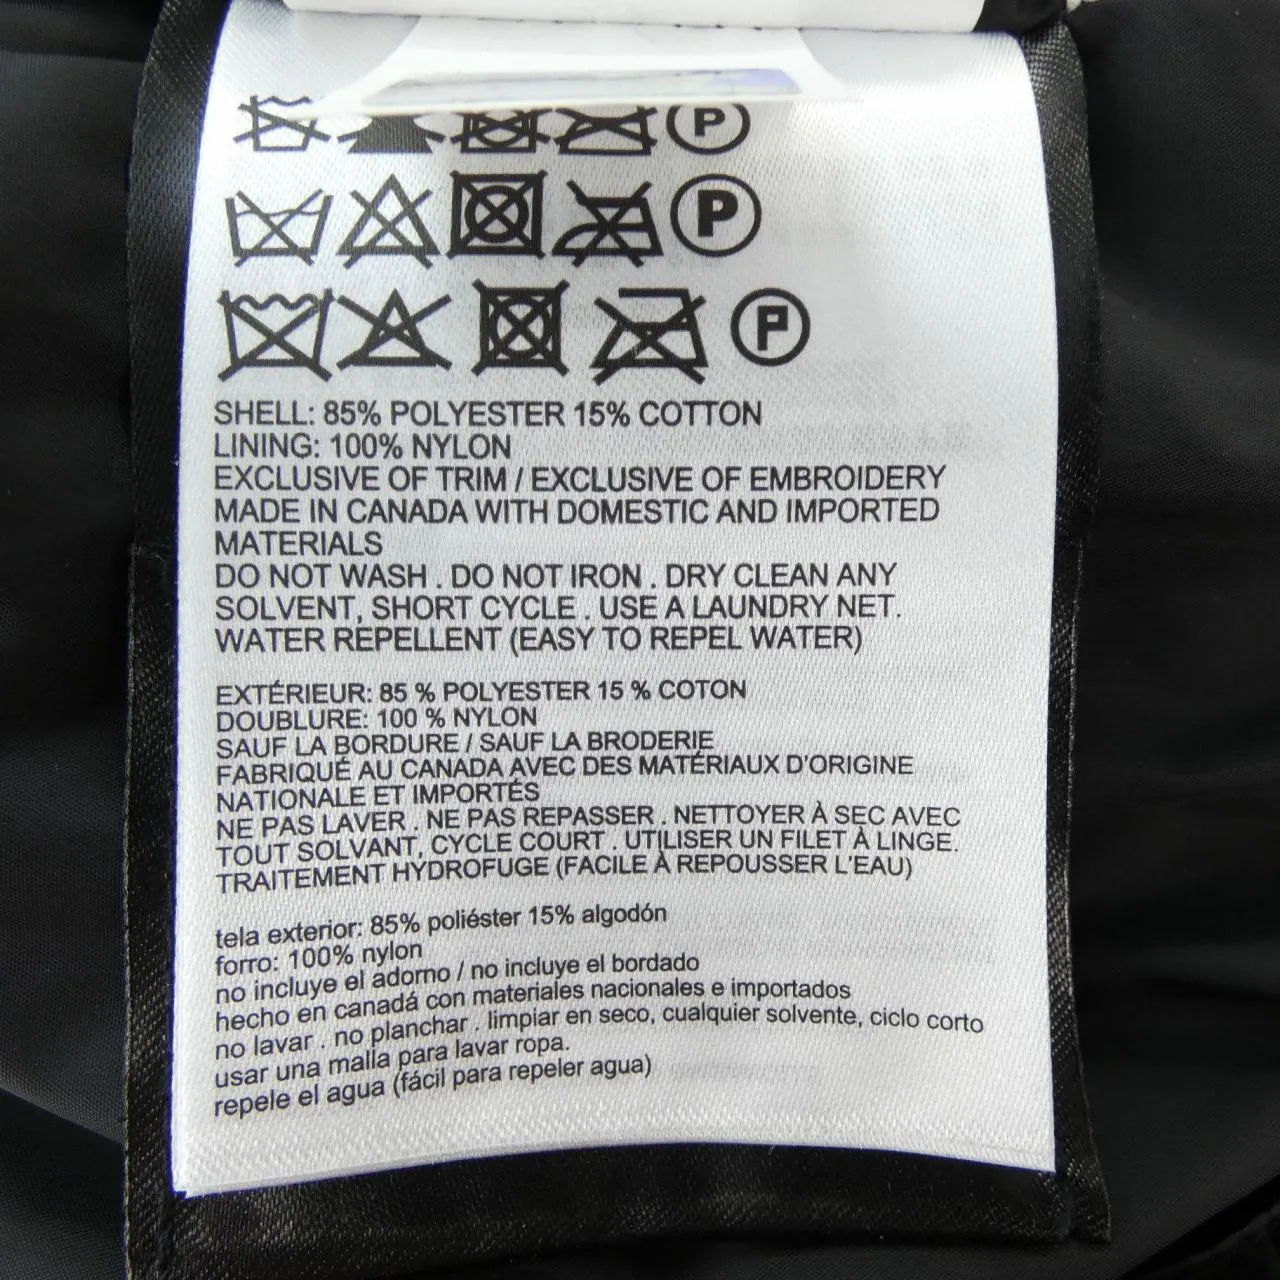 P
P
P
SHELL: 85% POLYESTER 15% COTTON
LINING: 100% NYLON
EXCLUSIVE OF TRIM / EXCLUSIVE OF EMBROIDERY
MADE IN CANADA WITH DOMESTIC AND IMPORTED
MATERIALS
DO NOT WASH . DO NOT IRON . DRY CLEAN ANY
SOLVENT, SHORT CYCLE . USE A LAUNDRY NET.
WATER REPELLENT (EASY TO REPEL WATER)
EXTÉRIEUR: 85 % POLYESTER 15 % COTON
DOUBLURE: 100 % NYLON
SAUF LA BORDURE / SAUF LA BRODERIE
FABRIQUÉ AU CANADA AVEC DES MATÉRIAUX D'ORIGINE
NATIONALE ET IMPORTÉS
NE PAS LAVER . NE PAS REPASSER . NETTOYER À SEC AVEC
TOUT SOLVANT, CYCLE COURT . UTILISER UN FILET À LINGE.
TRAITEMENT HYDROFUGE (FACILE À REPOUSSER L'EAU)
tela exterior: 85% poliéster 15% algodón
forro: 100% nylon
no incluye el adorno / no incluye el bordado
hecho en canadá con materiales nacionales e importados
no lavar . no planchar . limpiar en seco, cualquier solvente, ciclo corto
usar una malla para lavar ropa.
repele el agua (fácil para repeler agua)